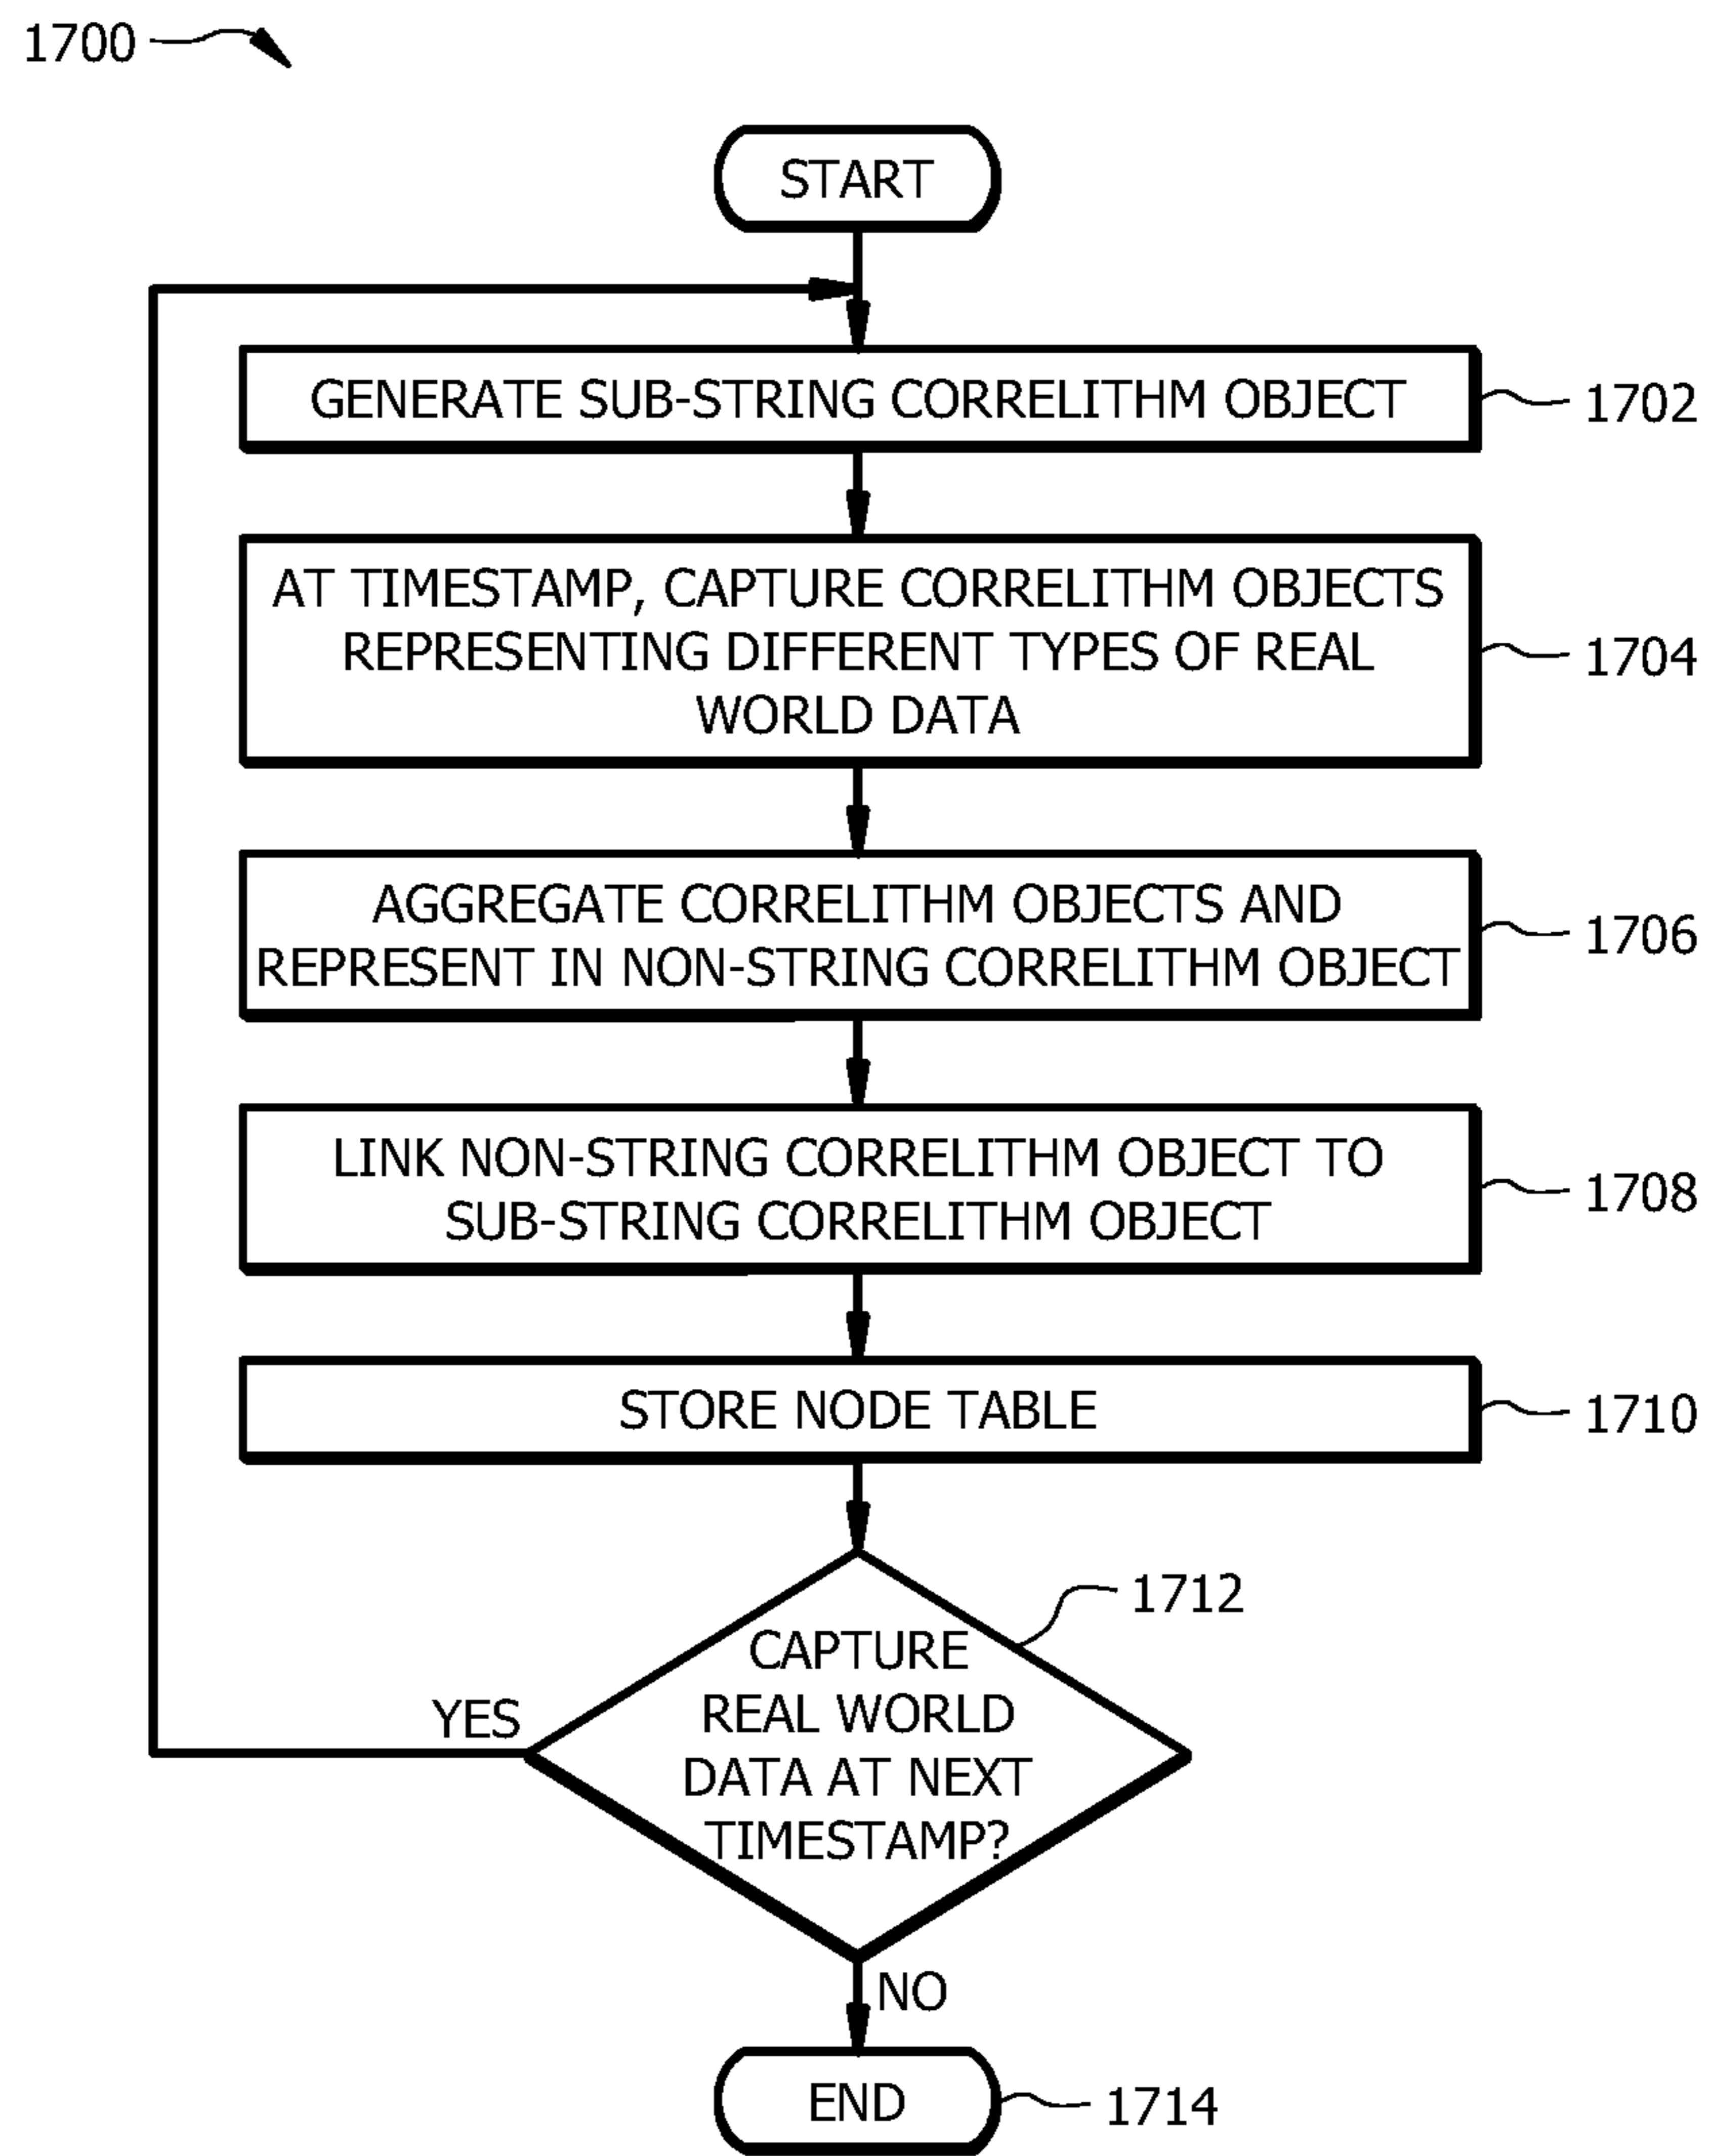 1700
START
GENERATE SUB-STRING CORRELITHM OBJECT
1702
AT TIMESTAMP, CAPTURE CORRELITHM OBJECTS
REPRESENTING DIFFERENT TYPES OF REAL
WORLD DATA
1704
AGGREGATE CORRELITHM OBJECTS AND
REPRESENT IN NON-STRING CORRELITHM OBJECT
1706
LINK NON-STRING CORRELITHM OBJECT TO
SUB-STRING CORRELITHM OBJECT
1708
STORE NODE TABLE
1710
1712
CAPTURE
REAL WORLD
DATA AT NEXT
TIMESTAMP?
YES
NO
END
1714